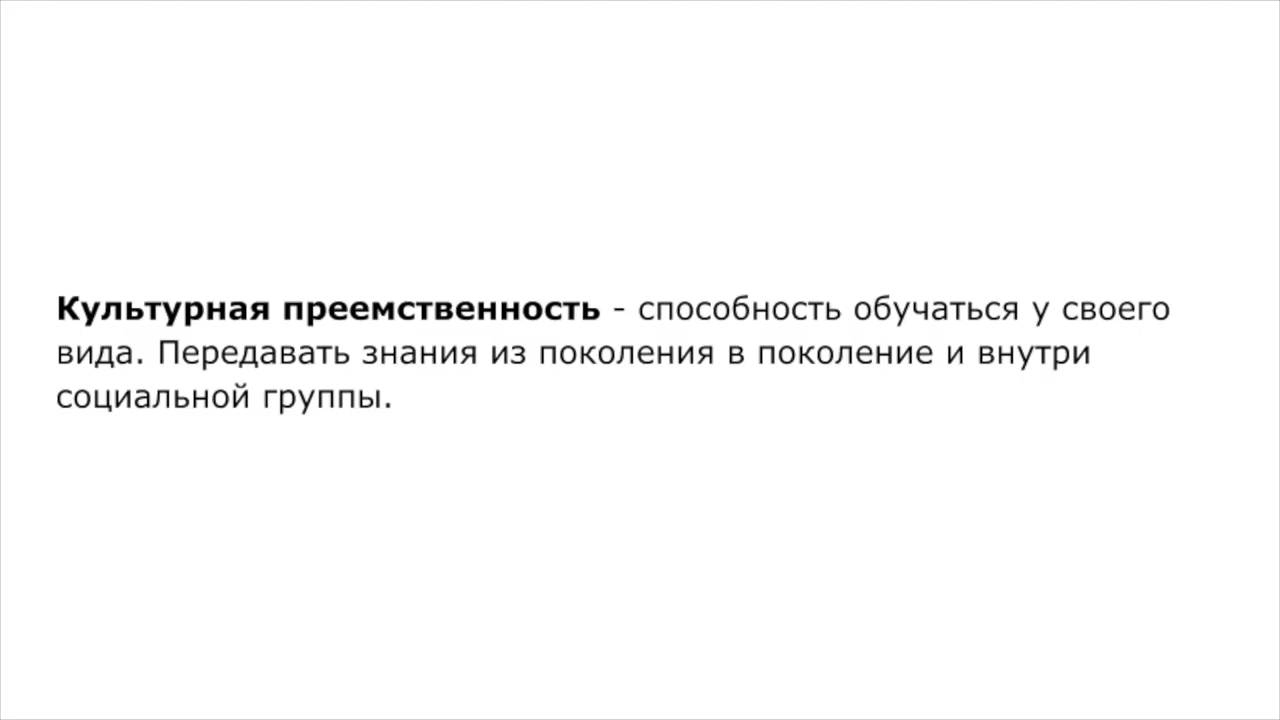 Культурная преемственность - способность обучаться у своего
вида. Передавать знания из поколения в поколение и внутри
социальной группы.